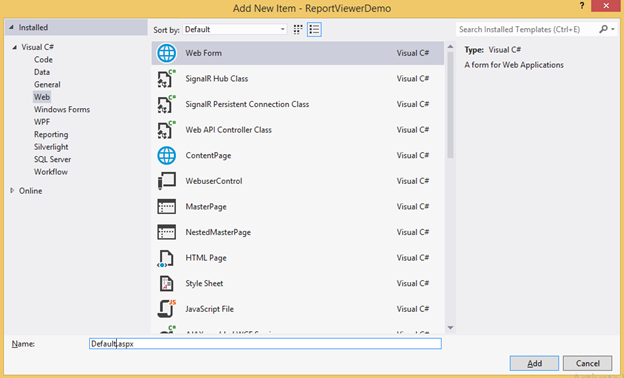 Add New Item - ReportViewerDemo
? X
Installed
Sort by: Default
Search Installed Templates (Ctrl+E)
Visual C#
Code
Data
General
Web
Windows Forms
WPF
Reporting
Silverlight
SQL Server
Workflow
Online
Web Form Visual C#
SignalR Hub Class Visual C#
SignalR Persistent Connection Class Visual C#
Web API Controller Class Visual C#
ContentPage Visual C#
WebuserControl Visual C#
MasterPage Visual C#
NestedMasterPage Visual C#
HTML Page Visual C#
Style Sheet Visual C#
JavaScript File Visual C#
Type: Visual C#
A form for Web Applications
Name: Default.aspx
Add Cancel